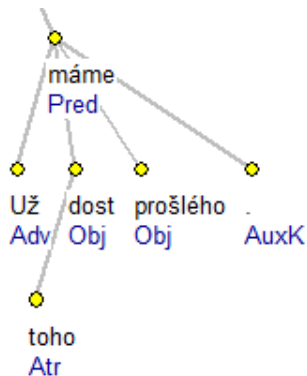 máme
Pred
Už dost prošlého .
Adv Obj Obj AuxK
toho
Atr